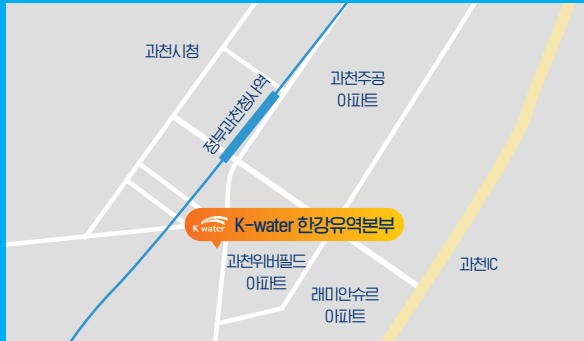 과천시청
과천주공
아파트
정부과천청사역
K water
K-water 한강유역본부
과천위버필드
아파트
과천IC
래미안슈르
아파트